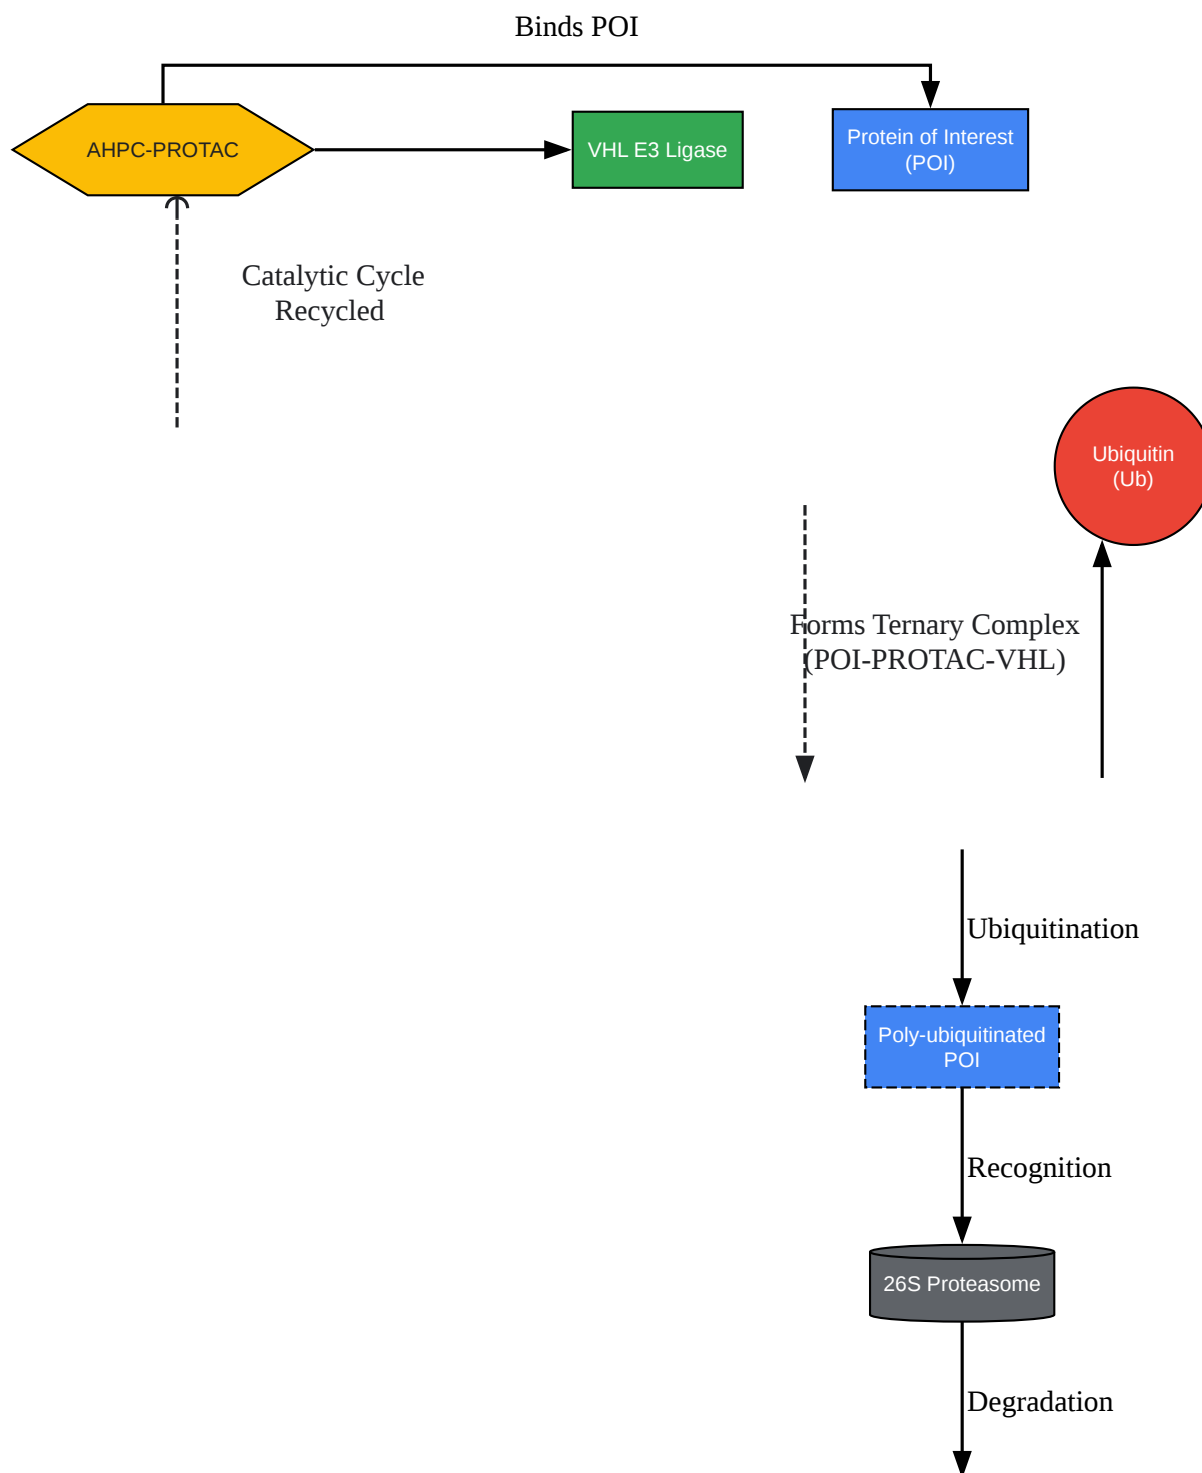 Binds POI
AHPC-PROTAC
VHL E3 Ligase
Protein of Interest
(POI)
Catalytic Cycle
Recycled
Ubiquitin
(Ub)
Forms Ternary Complex
(POI-PROTAC-VHL)
Ubiquitination
Poly-ubiquitinated
POI
Recognition
26S Proteasome
Degradation